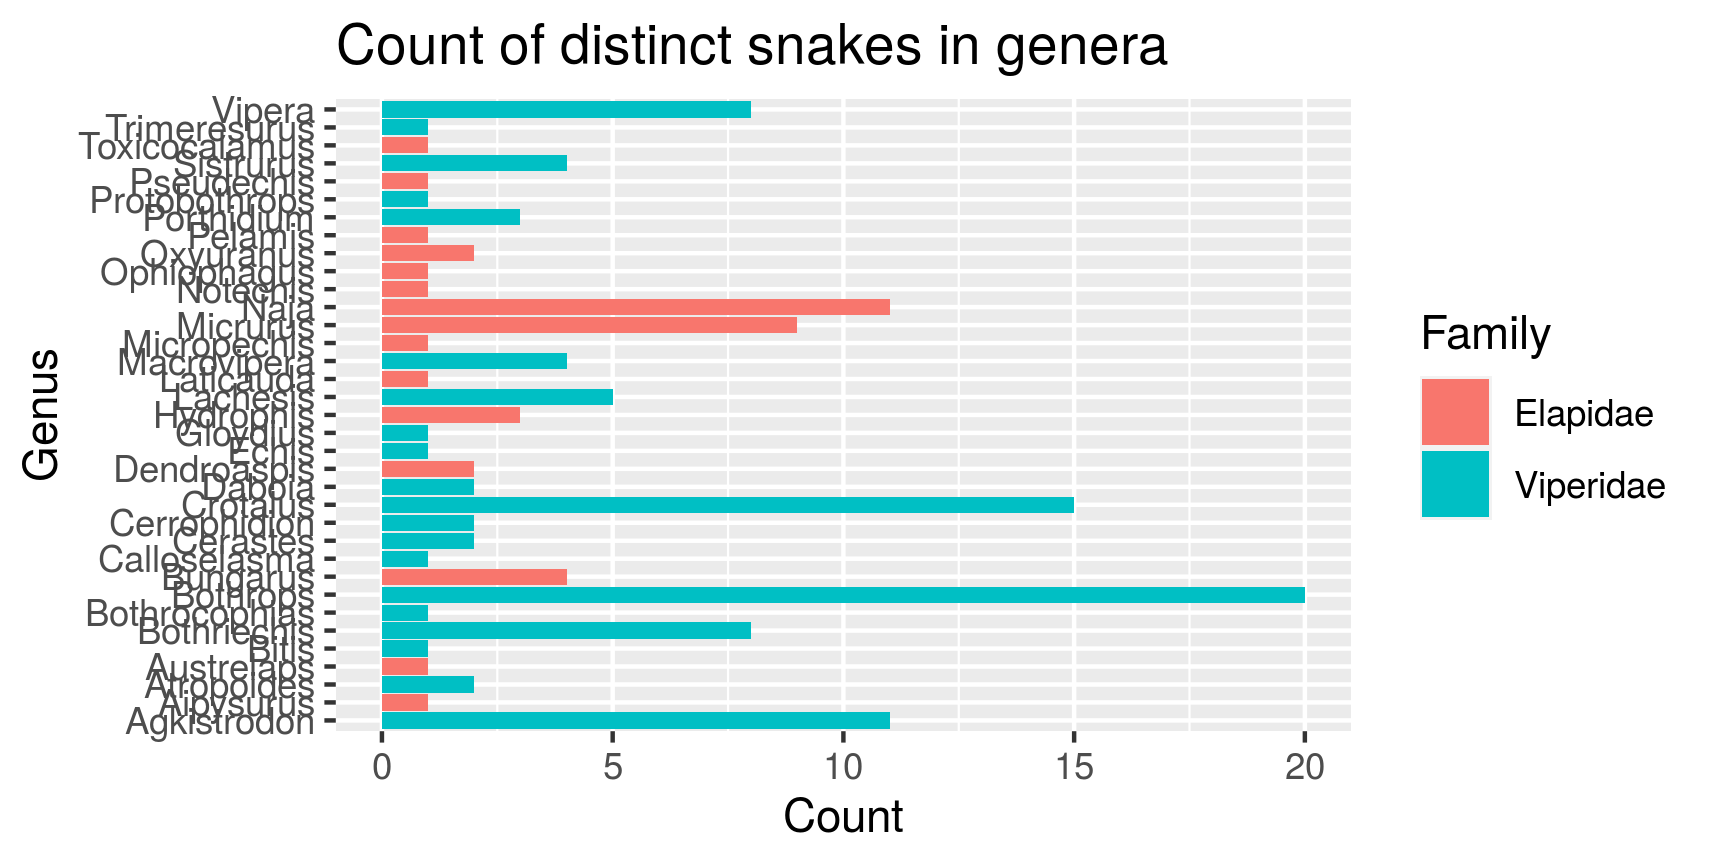 Count of distinct snakes in genera
Genus
Vipera
Trimeresurus
Toxicocalamus
Sistrurus
Pseudechis
Protobothrops
Porthidium
Pelamis
Oxyuranus
Ophiophagus
Notechis
Naja
Micrurus
Micropechis
Macrovipera
Laticauda
Lachesis
Hydrophis
Gloydius
Echis
Dendroaspis
Daboia
Crotalus
Cerrophidion
Cerastes
Calloselasma
Bungarus
Bothrops
Bothrocophias
Bothriechis
Bitis
Austrelaps
Atropoides
Aipysurus
Agkistrodon
0 5 10 15 20
Count
Family
Elapidae
Viperidae